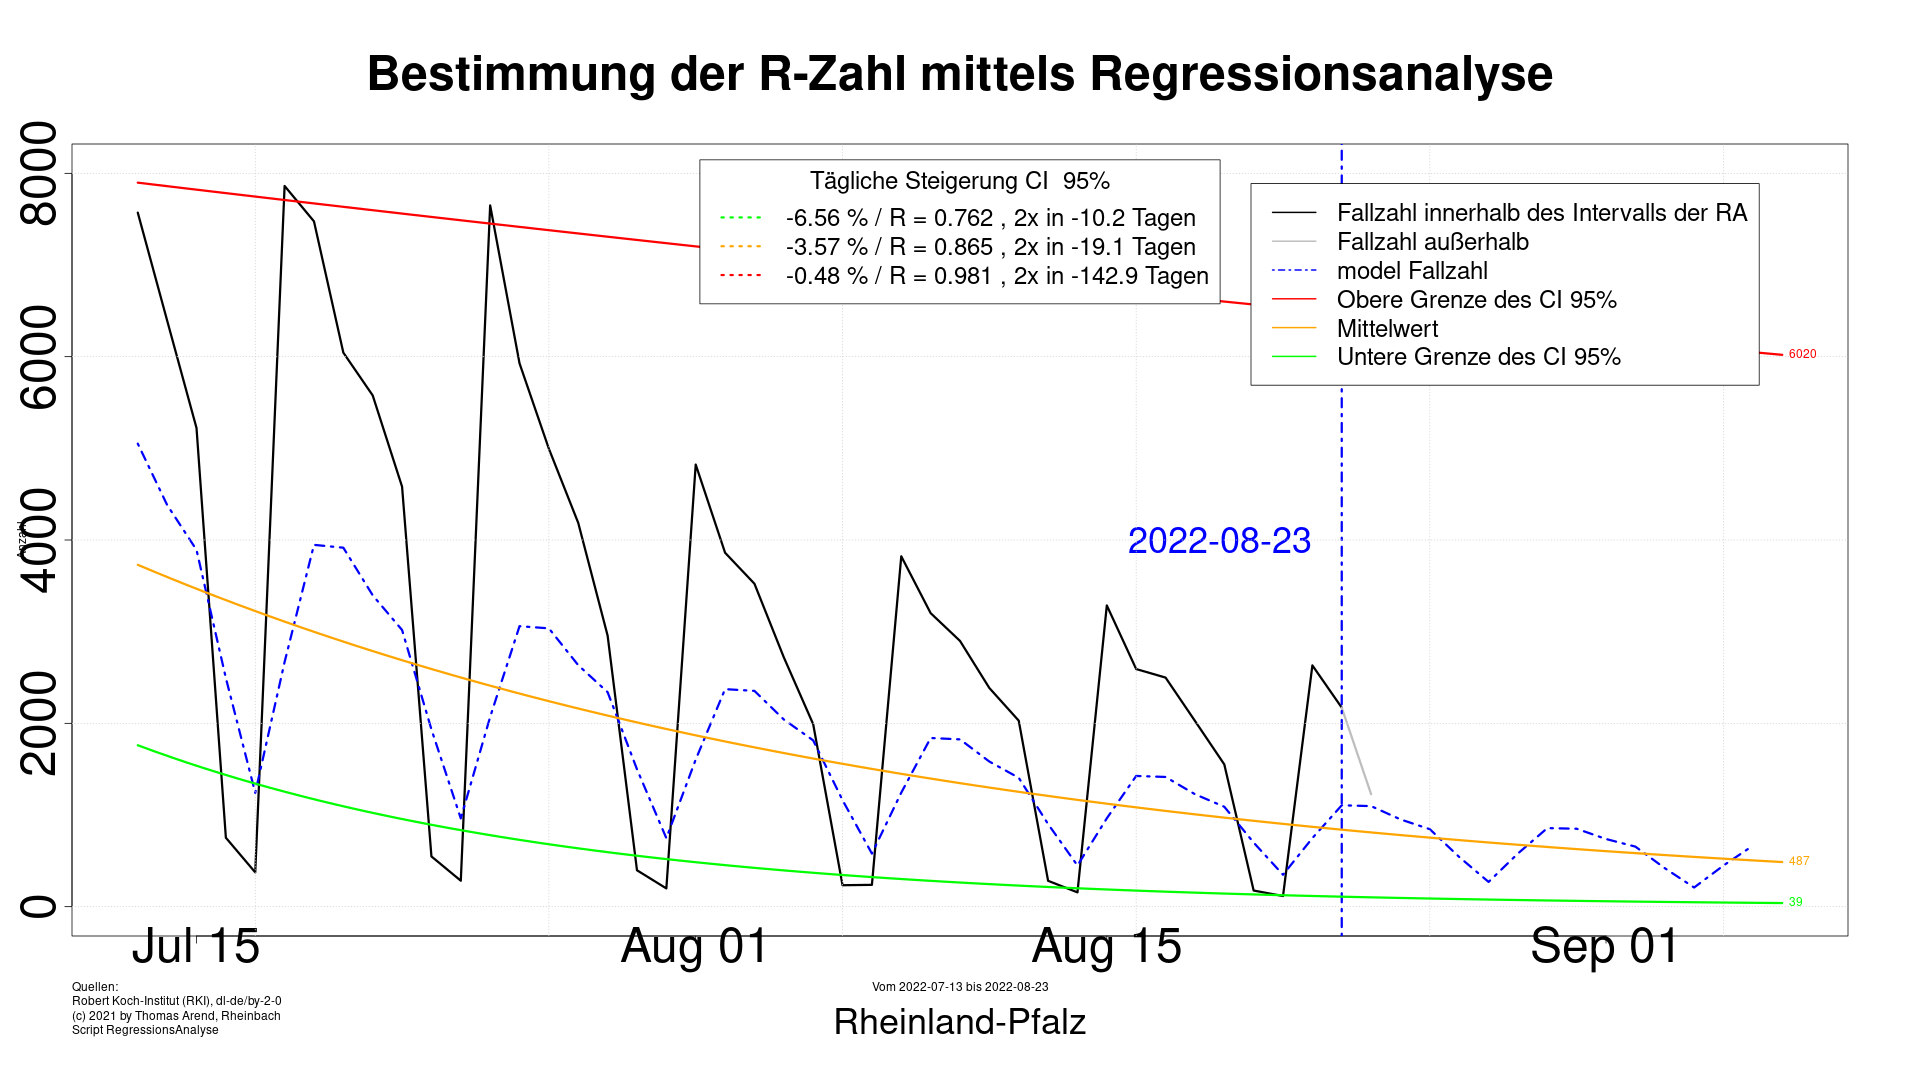 Bestimmung der R-Zahl mittels Regressionsanalyse
Tägliche Steigerung CI  95%
-6.56 % / R = 0.762 , 2x in -10.2 Tagen
-3.57 % / R = 0.865 , 2x in -19.1 Tagen
-0.48 % / R = 0.981 , 2x in -142.9 Tagen
Fallzahl innerhalb des Intervalls der RA
Fallzahl außerhalb
model Fallzahl
Obere Grenze des CI 95%
Mittelwert
Untere Grenze des CI 95%
8000
6000
4000
2000
0
Anzahl
2022-08-23
6020
487
39
Jul 15
Aug 01
Aug 15
Sep 01
Quellen:
Robert Koch-Institut (RKI), dl-de/by-2-0
(c) 2021 by Thomas Arend, Rheinbach
Script RegressionsAnalyse
Vom 2022-07-13 bis 2022-08-23
Rheinland-Pfalz